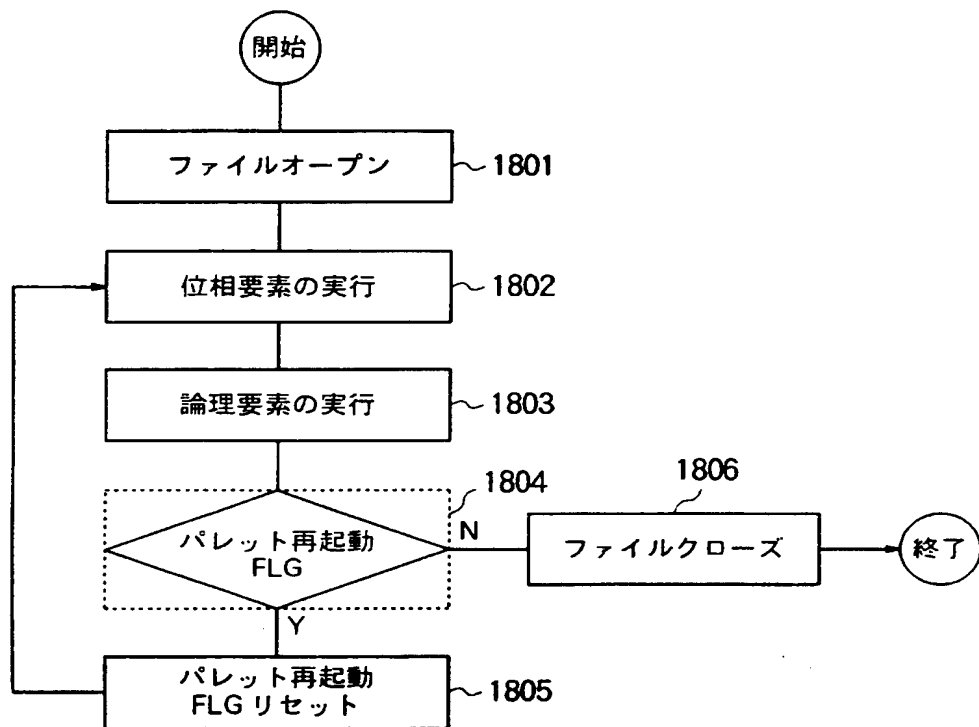 開始
ファイルオープン
1801
位相要素の実行
1802
論理要素の実行
1803
1804
パレット再起動
FLG
N
Y
1806
ファイルクローズ
終了
パレット再起動
FLG リセット
1805